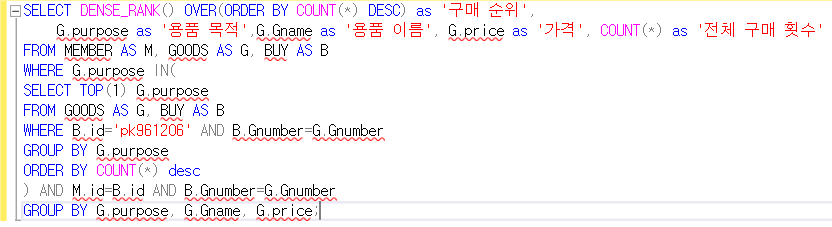 SELECT DENSE_RANK() OVER(ORDER BY COUNT(*) DESC) as '구매 순위',
G.purpose as '용품 목적',G.Gname as '용품 이름', G.price as '가격', COUNT(*) as '전체 구매 횟수'
FROM MEMBER AS M, GOODS AS G, BUY AS B
WHERE G.purpose IN(
SELECT TOP(1) G.purpose
FROM GOODS AS G, BUY AS B
WHERE B.id='pk961206' AND B.Gnumber=G.Gnumber
GROUP BY G.purpose
ORDER BY COUNT(*) desc
) AND M.id=B.id AND B.Gnumber=G.Gnumber
GROUP BY G.purpose, G.Gname, G.price;